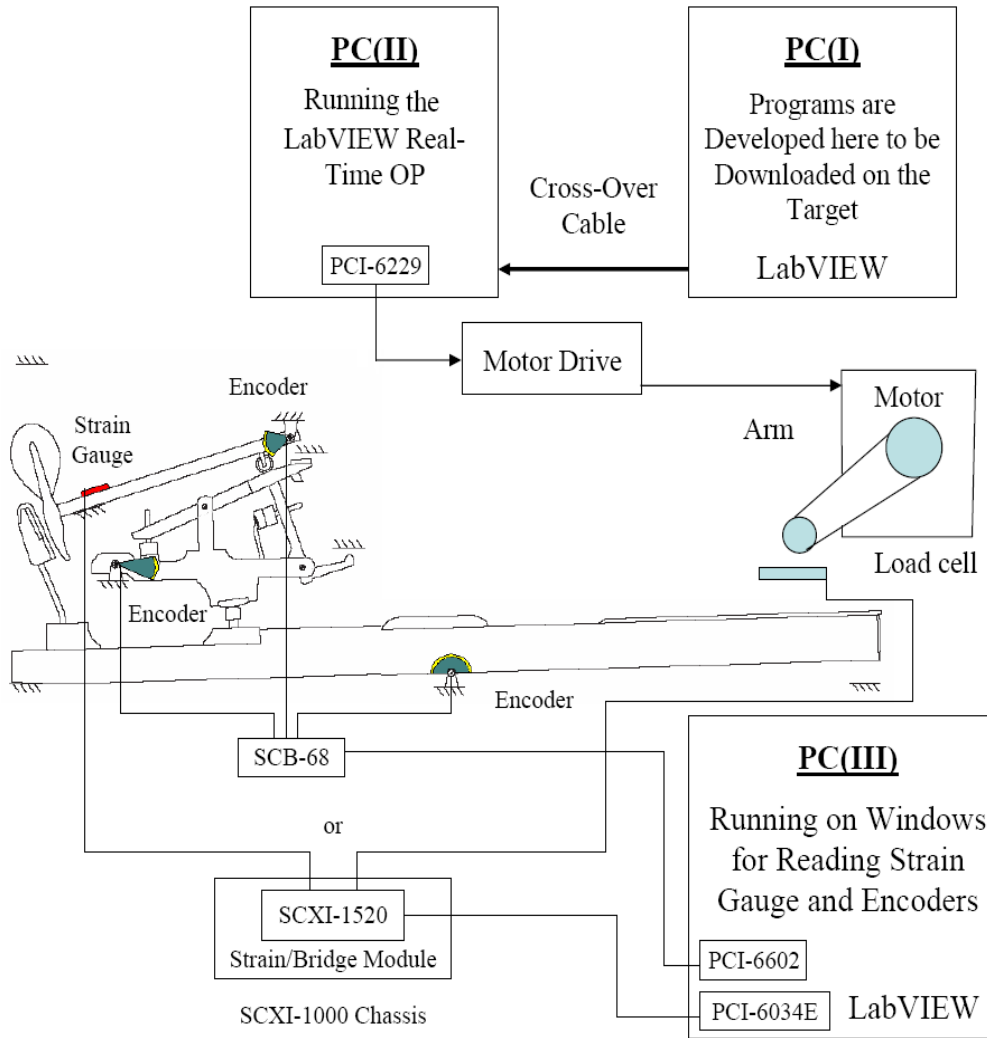 PC(II)
Running the
LabVIEW Real-
Time OP
PCI-6229
Cross-Over
Cable
PC(I)
Programs are
Developed here to be
Downloaded on the
Target
LabVIEW
Motor Drive
Motor
Arm
Load cell
Encoder
Strain
Gauge
Encoder
Encoder
SCB-68
or
SCXI-1520
Strain/Bridge Module
SCXI-1000 Chassis
PC(III)
Running on Windows
for Reading Strain
Gauge and Encoders
PCI-6602
PCI-6034E
LabVIEW